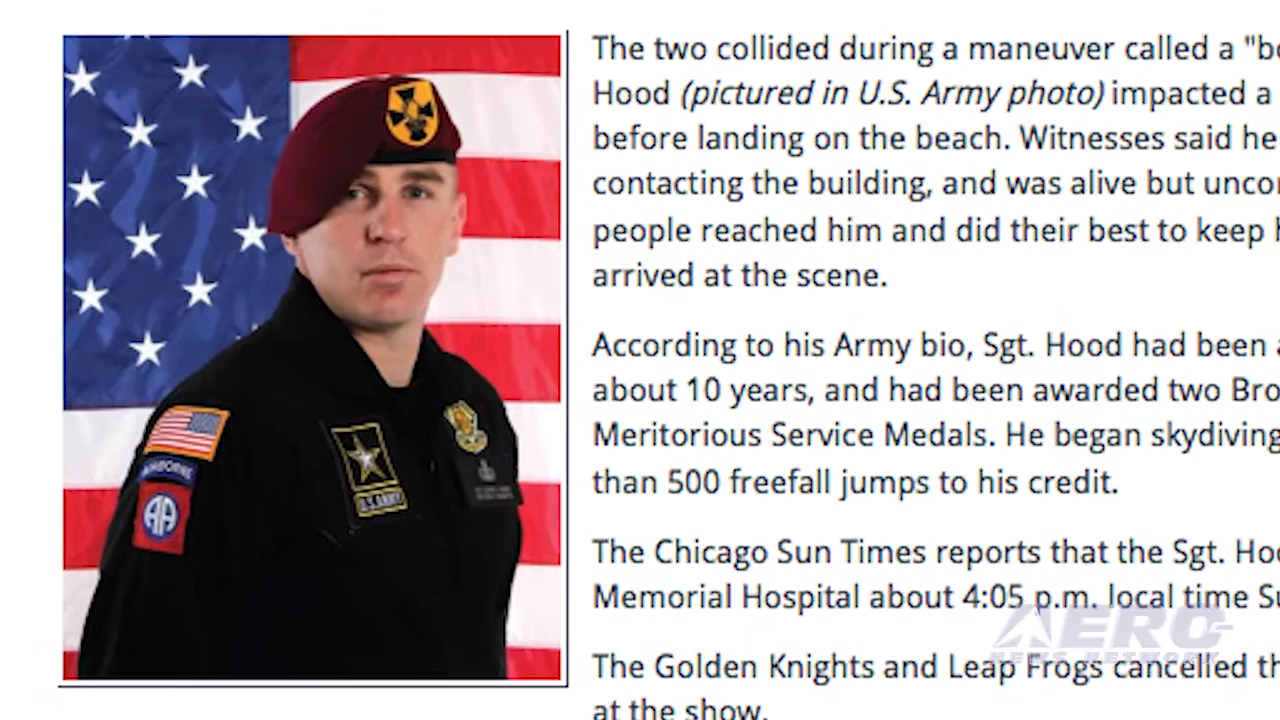 The two collided during a maneuver called a "
Hood (pictured in U.S. Army photo) impacted a
before landing on the beach. Witnesses said he
contacting the building, and was alive but
people reached him and did their best to keep
arrived at the scene.
According to his Army bio, Sgt. Hood had been
about 10 years, and had been awarded two
Meritorious Service Medals. He began skydiving
than 500 freefall jumps to his credit.
The Chicago Sun Times reports that the Sgt.
Memorial Hospital about 4:05 p.m. local time
The Golden Knights and Leap Frogs cancelled
at the show.
AIRBORNE
AA
U.S. ARMY
AERO
NEWS NETWORK